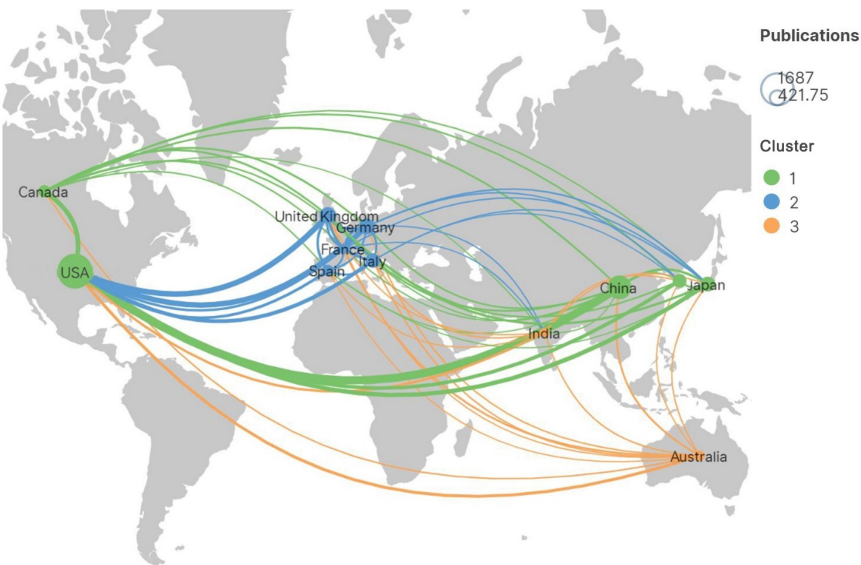 Publications
1687
421.75
Cluster
1
2
3
Canada
USA
United Kingdom
Germany
France
Italy
Spain
China
Japan
India
Australia